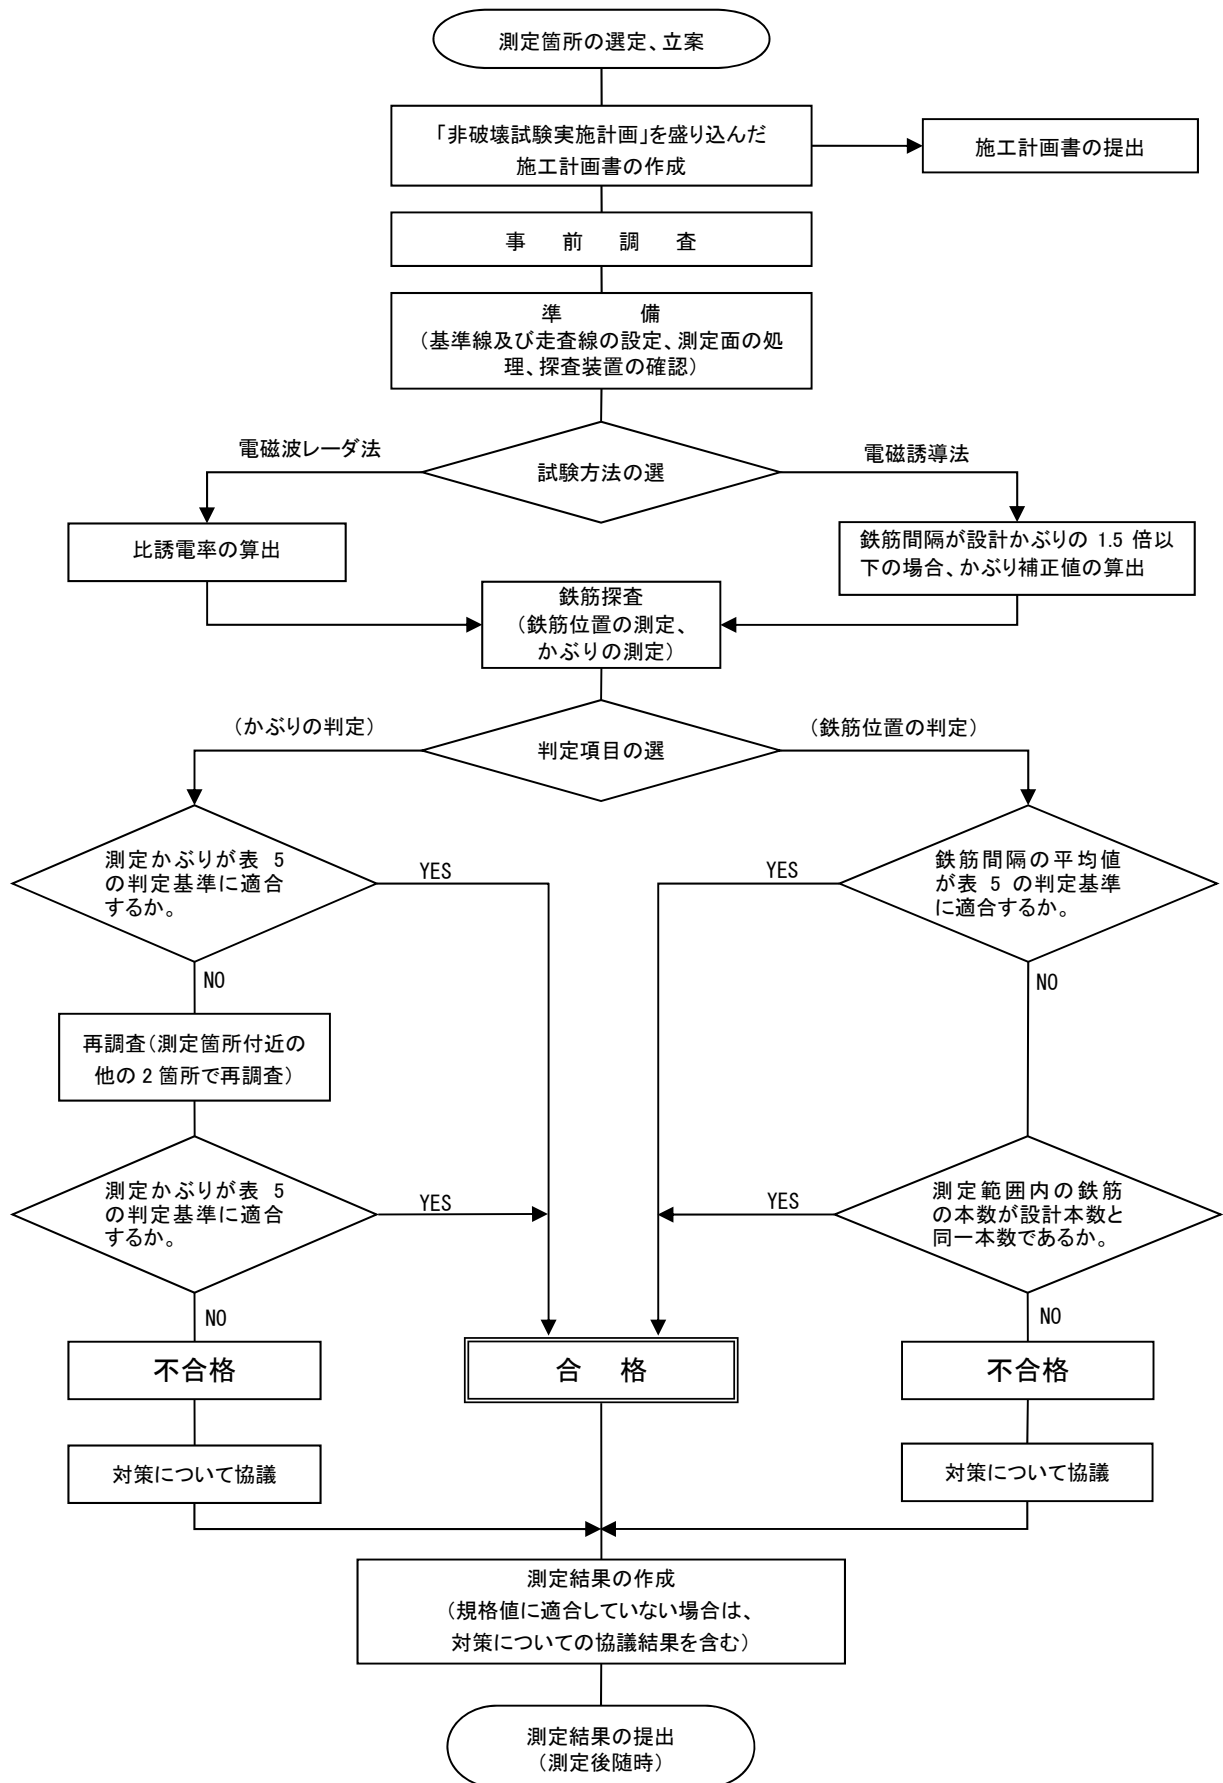 測定箇所の選定、立案
「非破壊試験実施計画」を盛り込んだ
施工計画書の作成
施工計画書の提出
事 前 調 査
準 備
(基準線及び走査線の設定、測定面の処
理、探査装置の確認)
電磁波レーダ法
試験方法の選
電磁誘導法
比誘電率の算出
鉄筋間隔が設計かぶりの 1.5 倍以
下の場合、かぶり補正値の算出
鉄筋探査
(鉄筋位置の測定、
かぶりの測定)
(かぶりの判定)
判定項目の選
(鉄筋位置の判定)
測定かぶりが表 5
の判定基準に適合
するか。
YES
YES
鉄筋間隔の平均値
が表 5 の判定基準
に適合するか。
NO
NO
再調査(測定箇所付近の
他の 2 箇所で再調査)
測定かぶりが表 5
の判定基準に適合
するか。
YES
YES
測定範囲内の鉄筋
の本数が設計本数と
同一本数であるか。
NO
NO
不合格
合 格
不合格
対策について協議
対策について協議
測定結果の作成
(規格値に適合していない場合は、
対策についての協議結果を含む)
測定結果の提出
(測定後随時)